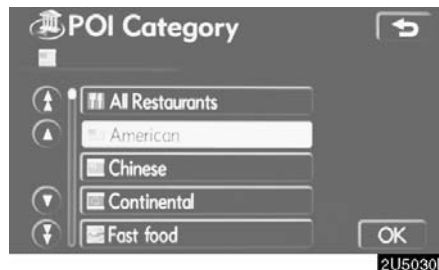 POI Category
All Restaurants
American
Chinese
Continental
Fast food
OK
2U5030